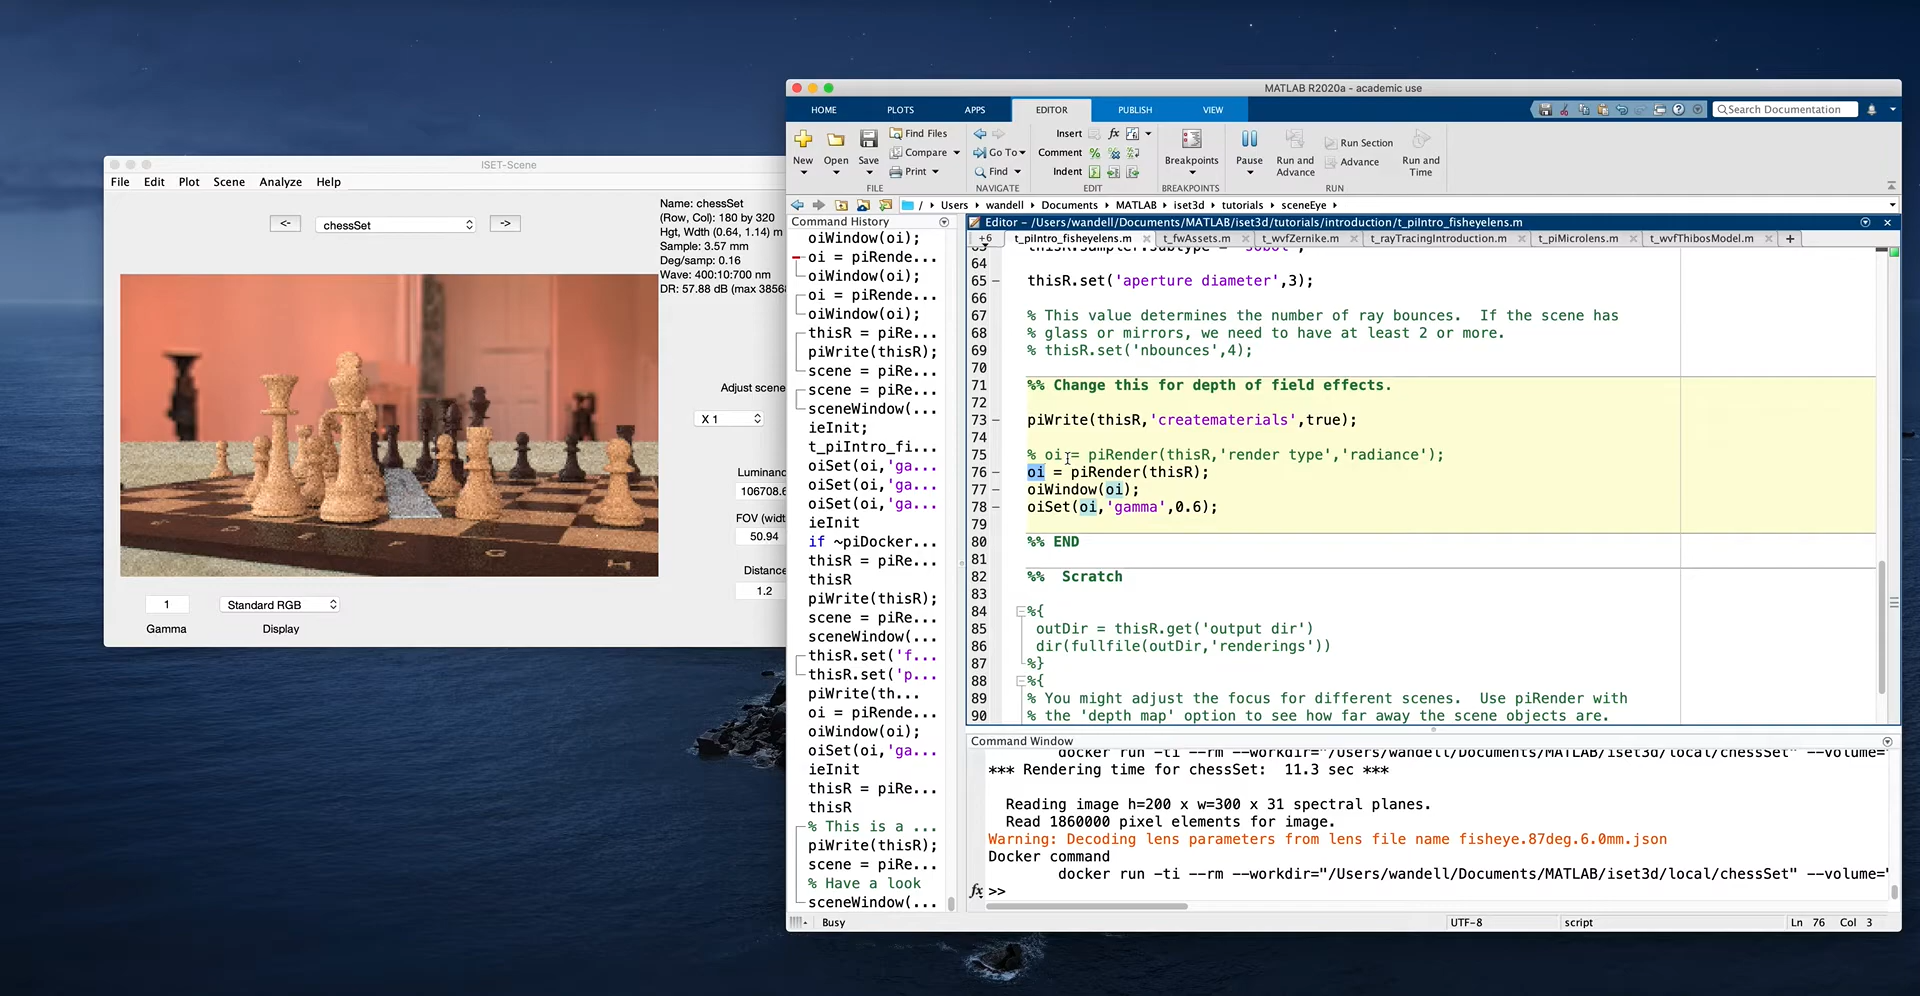 ISET-Scene
File Edit Plot Scene Analyze Help
<-- chessSet -->
Name: chessSet
(Row, Col): 180 by 320
Hgt, Wdth (0.64, 1.14) m
Sample: 3.57 mm
Deg/samp: 0.16
Wave: 400:10:700 nm
DR: 57.88 dB (max 38568
Adjust scene
X 1
Luminanc
106708.6
FOV (widt
50.94
Distance
1.2
1 Standard RGB
Gamma Display
MATLAB R2020a - academic use
HOME PLOTS APPS EDITOR PUBLISH VIEW
Search Documentation
New Open Save
Find Files
Compare
Print
FILE
Go To
Find
NAVIGATE
Insert
Comment
Indent
EDIT
Breakpoints
BREAKPOINTS
Pause
Run and Advance
Run Section
Advance
Run and Time
RUN
/ Users wandell Documents MATLAB iset3d tutorials sceneEye
Command History
oiWindow(oi);
oi = piRende...
oiWindow(oi);
oi = piRende...
oiWindow(oi);
thisR = piRe...
piWrite(thisR);
scene = piRe...
scene = piRe...
sceneWindow(...
ieInit;
t_piIntro_fi...
oiSet(oi,'ga...
oiSet(oi,'ga...
oiSet(oi,'ga...
ieInit
if ~piDocker...
thisR = piRe...
thisR
piWrite(thisR);
scene = piRe...
sceneWindow(...
thisR.set('f...
thisR.set('p...
piWrite(th...
oi = piRende...
oiWindow(oi);
oiSet(oi,'ga...
ieInit
thisR = piRe...
thisR
% This is a ...
piWrite(thisR);
scene = piRe...
% Have a look
sceneWindow(...
Editor - /Users/wandell/Documents/MATLAB/iset3d/tutorials/introduction/t_piIntro_fisheyelens.m
+6 t_piIntro_fisheyelens.m t_fwAssets.m t_wvfZernike.m t_rayTracingIntroduction.m t_piMicrolens.m t_wvfThibosModel.m
64
65 thisR.set('aperture diameter',3);
66
67 % This value determines the number of ray bounces. If the scene has
68 % glass or mirrors, we need to have at least 2 or more.
69 % thisR.set('nbounces',4);
70
71 %% Change this for depth of field effects.
72
73 piWrite(thisR,'creatematerials',true);
74
75 % oi = piRender(thisR,'render type','radiance');
76 oi = piRender(thisR);
77 oiWindow(oi);
78 oiSet(oi,'gamma',0.6);
79
80 %% END
81
82 %% Scratch
83
84 %{
85 outDir = thisR.get('output dir')
86 dir(fullfile(outDir,'renderings'))
87 %}
88 %{
89 % You might adjust the focus for different scenes. Use piRender with
90 % the 'depth map' option to see how far away the scene objects are.
Command Window
docker run -ti --rm --workdir="/Users/wandell/Documents/MATLAB/iset3d/local/chessSet" --volume="
*** Rendering time for chessSet: 11.3 sec ***
Reading image h=200 x w=300 x 31 spectral planes.
Read 1860000 pixel elements for image.
Warning: Decoding lens parameters from lens file name fisheye.87deg.6.0mm.json
Docker command
docker run -ti --rm --workdir="/Users/wandell/Documents/MATLAB/iset3d/local/chessSet" --volume="
fx >>
Busy UTF-8 script Ln 76 Col 3